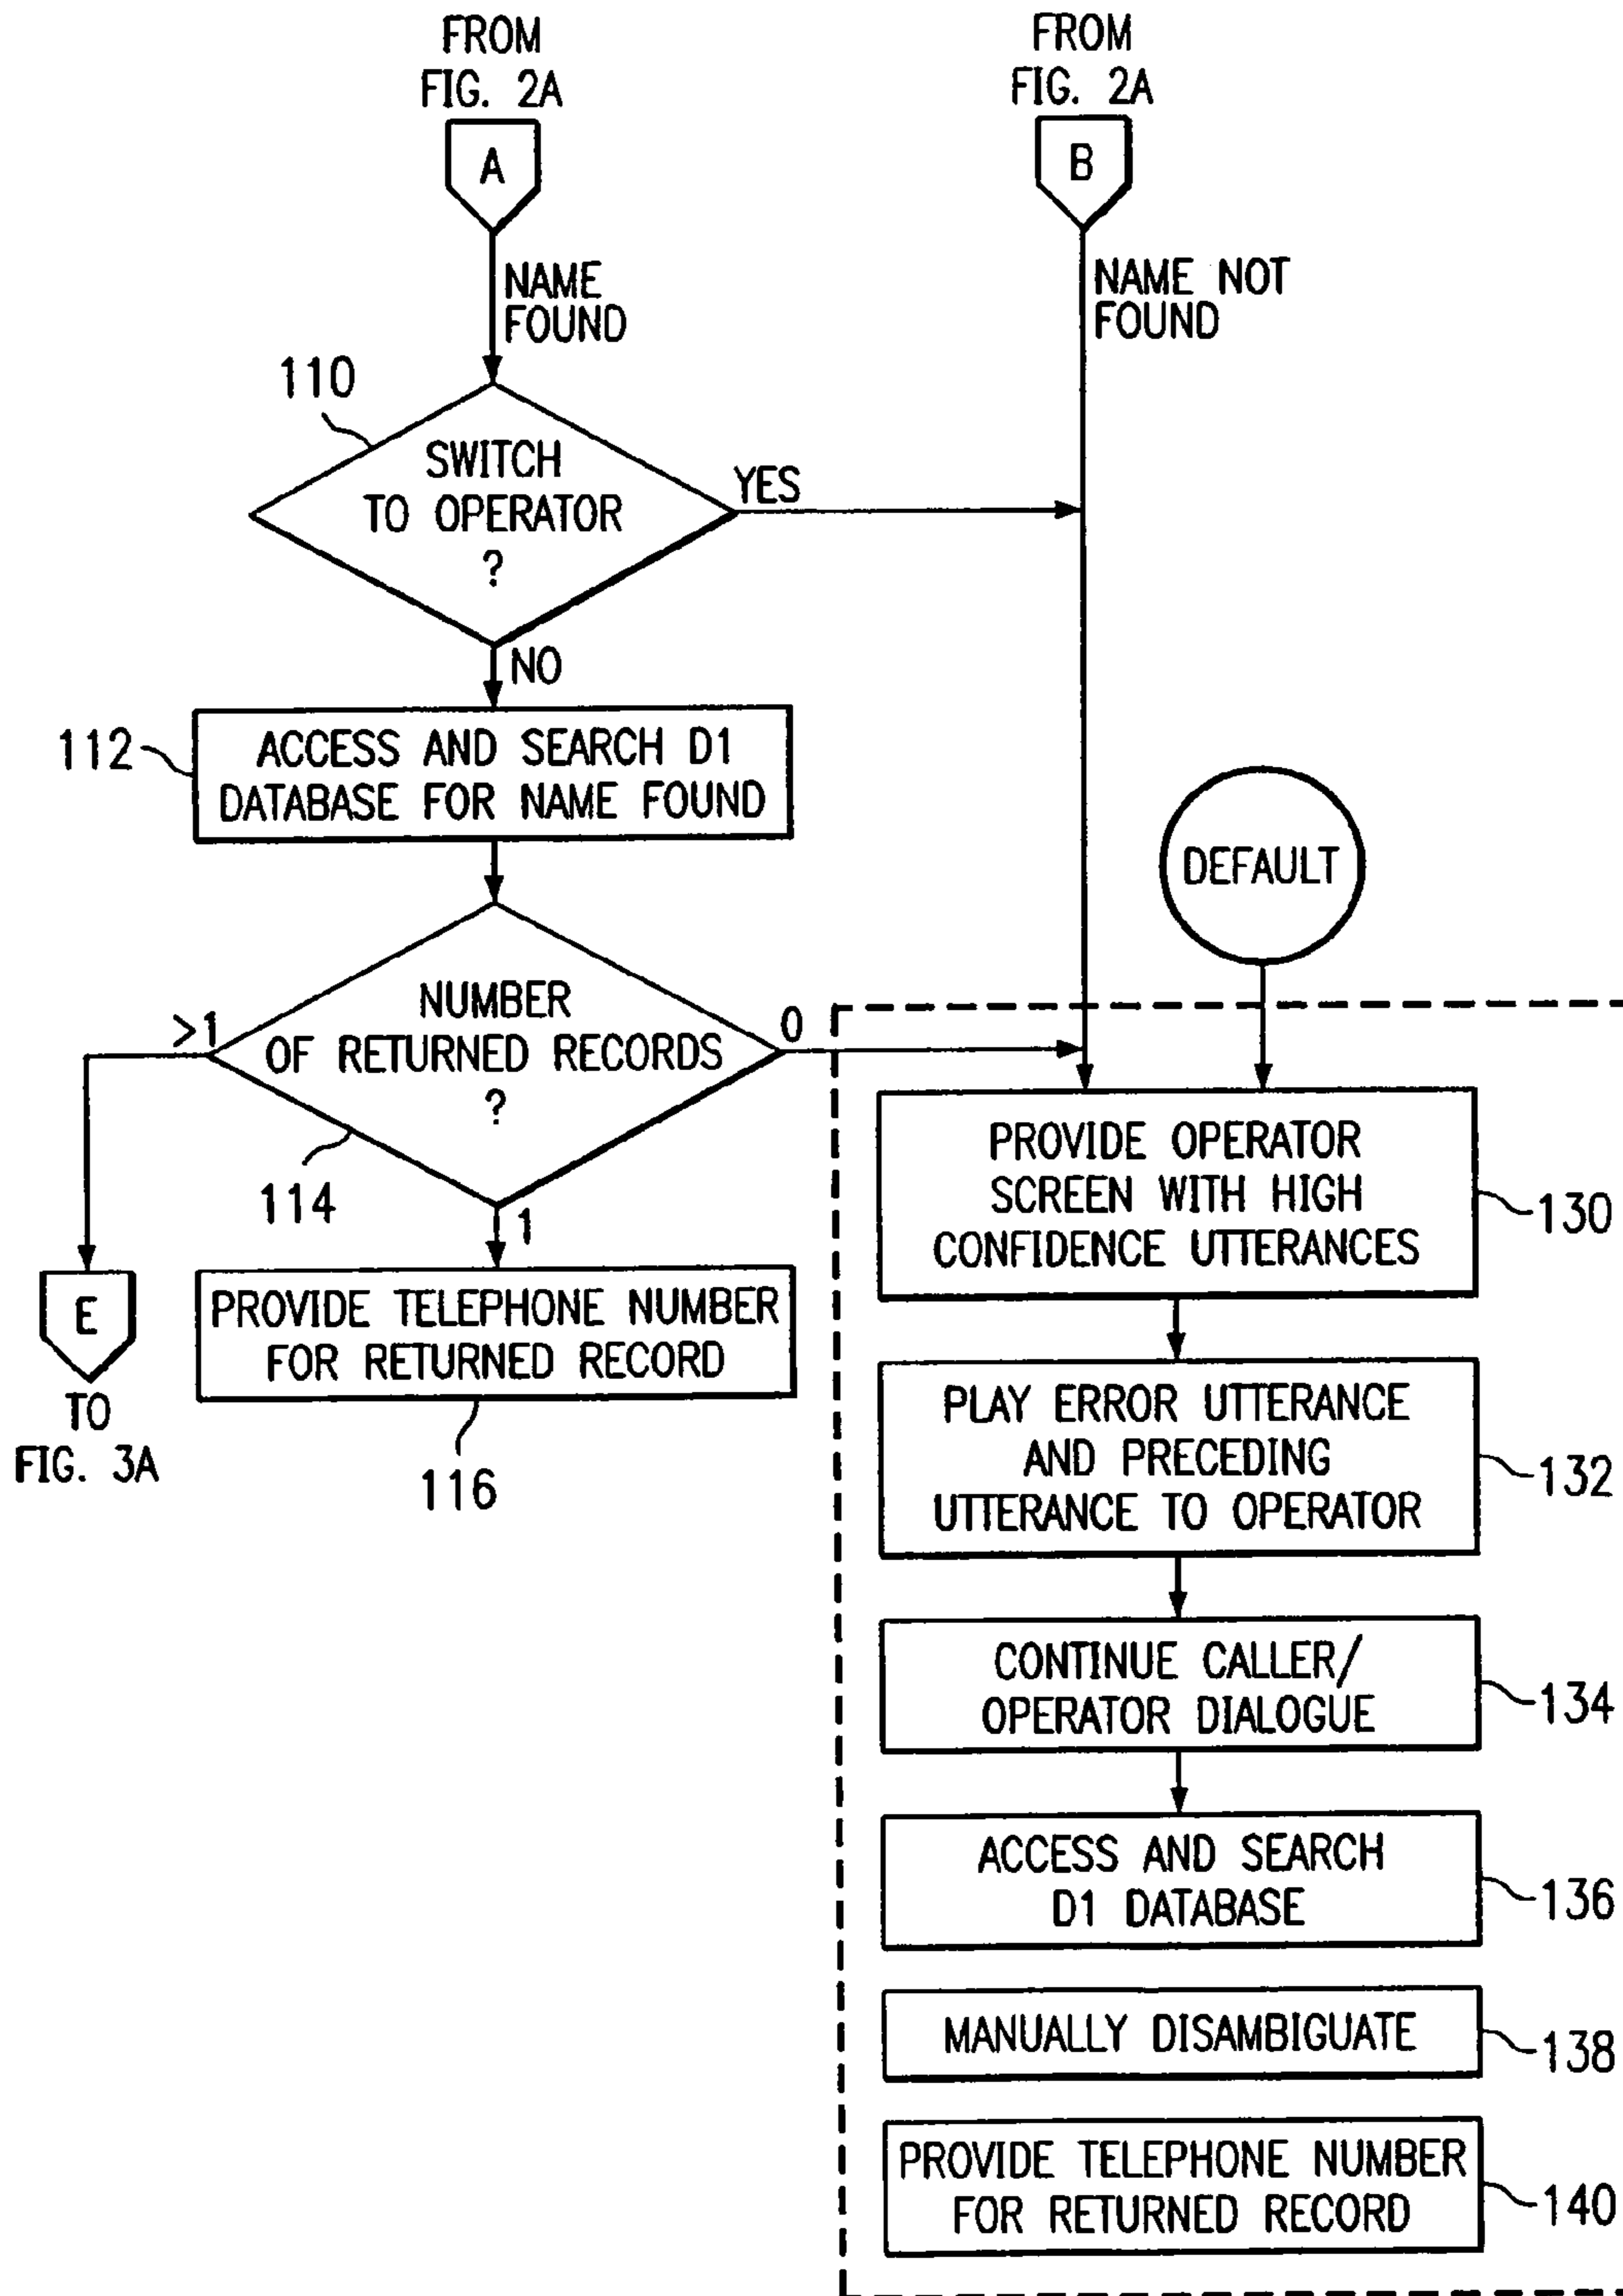 FROM
FIG. 2A
A
NAME
FOUND
110
SWITCH
TO OPERATOR
?
YES
NO
112
ACCESS AND SEARCH D1
DATABASE FOR NAME FOUND
NUMBER
OF RETURNED RECORDS
?
>1
0
1
114
E
TO
FIG. 3A
PROVIDE TELEPHONE NUMBER
FOR RETURNED RECORD
116
FROM
FIG. 2A
B
NAME NOT
FOUND
DEFAULT
PROVIDE OPERATOR
SCREEN WITH HIGH
CONFIDENCE UTTERANCES
130
PLAY ERROR UTTERANCE
AND PRECEDING
UTTERANCE TO OPERATOR
132
CONTINUE CALLER/
OPERATOR DIALOGUE
134
ACCESS AND SEARCH
D1 DATABASE
136
MANUALLY DISAMBIGUATE
138
PROVIDE TELEPHONE NUMBER
FOR RETURNED RECORD
140